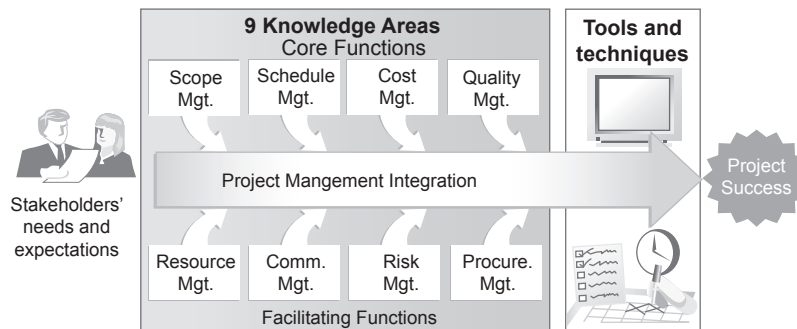 9 Knowledge Areas
Core Functions
Scope
Mgt.
Schedule
Mgt.
Cost
Mgt.
Quality
Mgt.
Tools and
techniques
Stakeholders'
needs and
expectations
Project Mangement Integration
Project
Success
Resource
Mgt.
Comm.
Mgt.
Risk
Mgt.
Procure.
Mgt.
Facilitating Functions